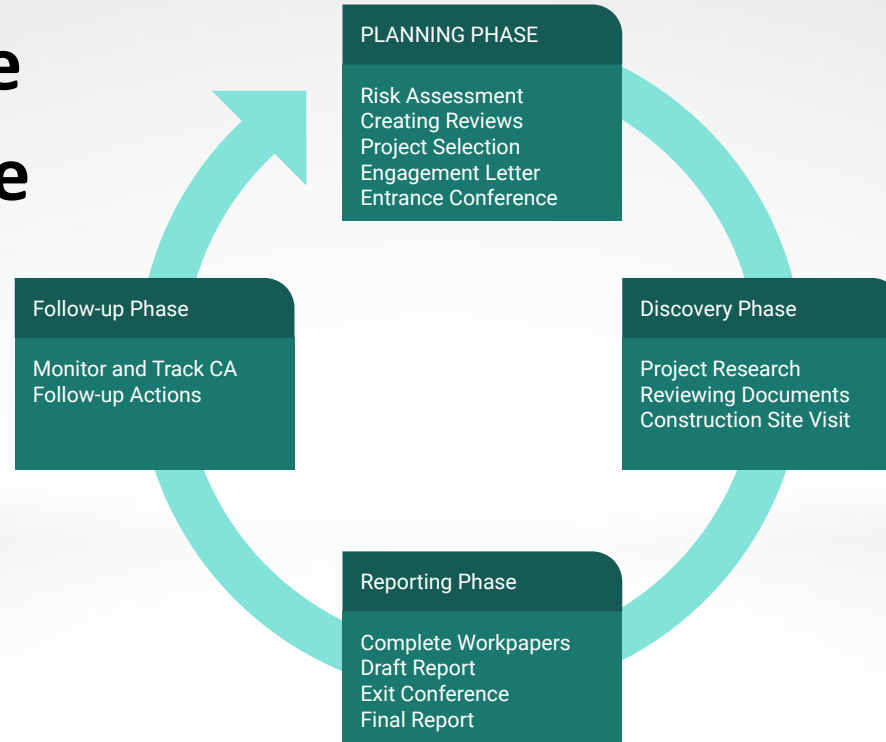 e
e
PLANNING PHASE
Risk Assessment
Creating Reviews
Project Selection
Engagement Letter
Entrance Conference
Follow-up Phase
Monitor and Track CA
Follow-up Actions
Discovery Phase
Project Research
Reviewing Documents
Construction Site Visit
Reporting Phase
Complete Workpapers
Draft Report
Exit Conference
Final Report